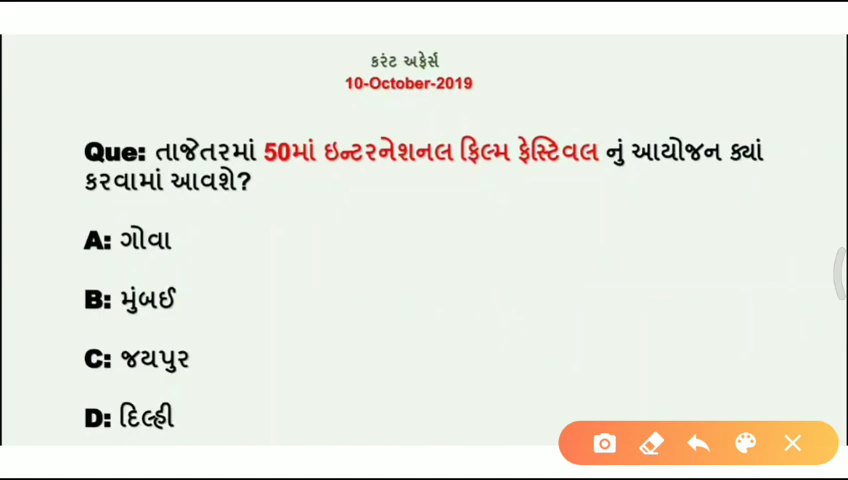 કરંટ અફેર્સ
10-October-2019
Que: તાજેતરમાં 50માં ઇન્ટરનેશનલ ફિલ્મ ફેસ્ટિવલ નું આયોજન ક્યાં
કરવામાં આવશે?
A: ગોવા
B: મુંબઈ
C: જયપુર
D: દિલ્હી